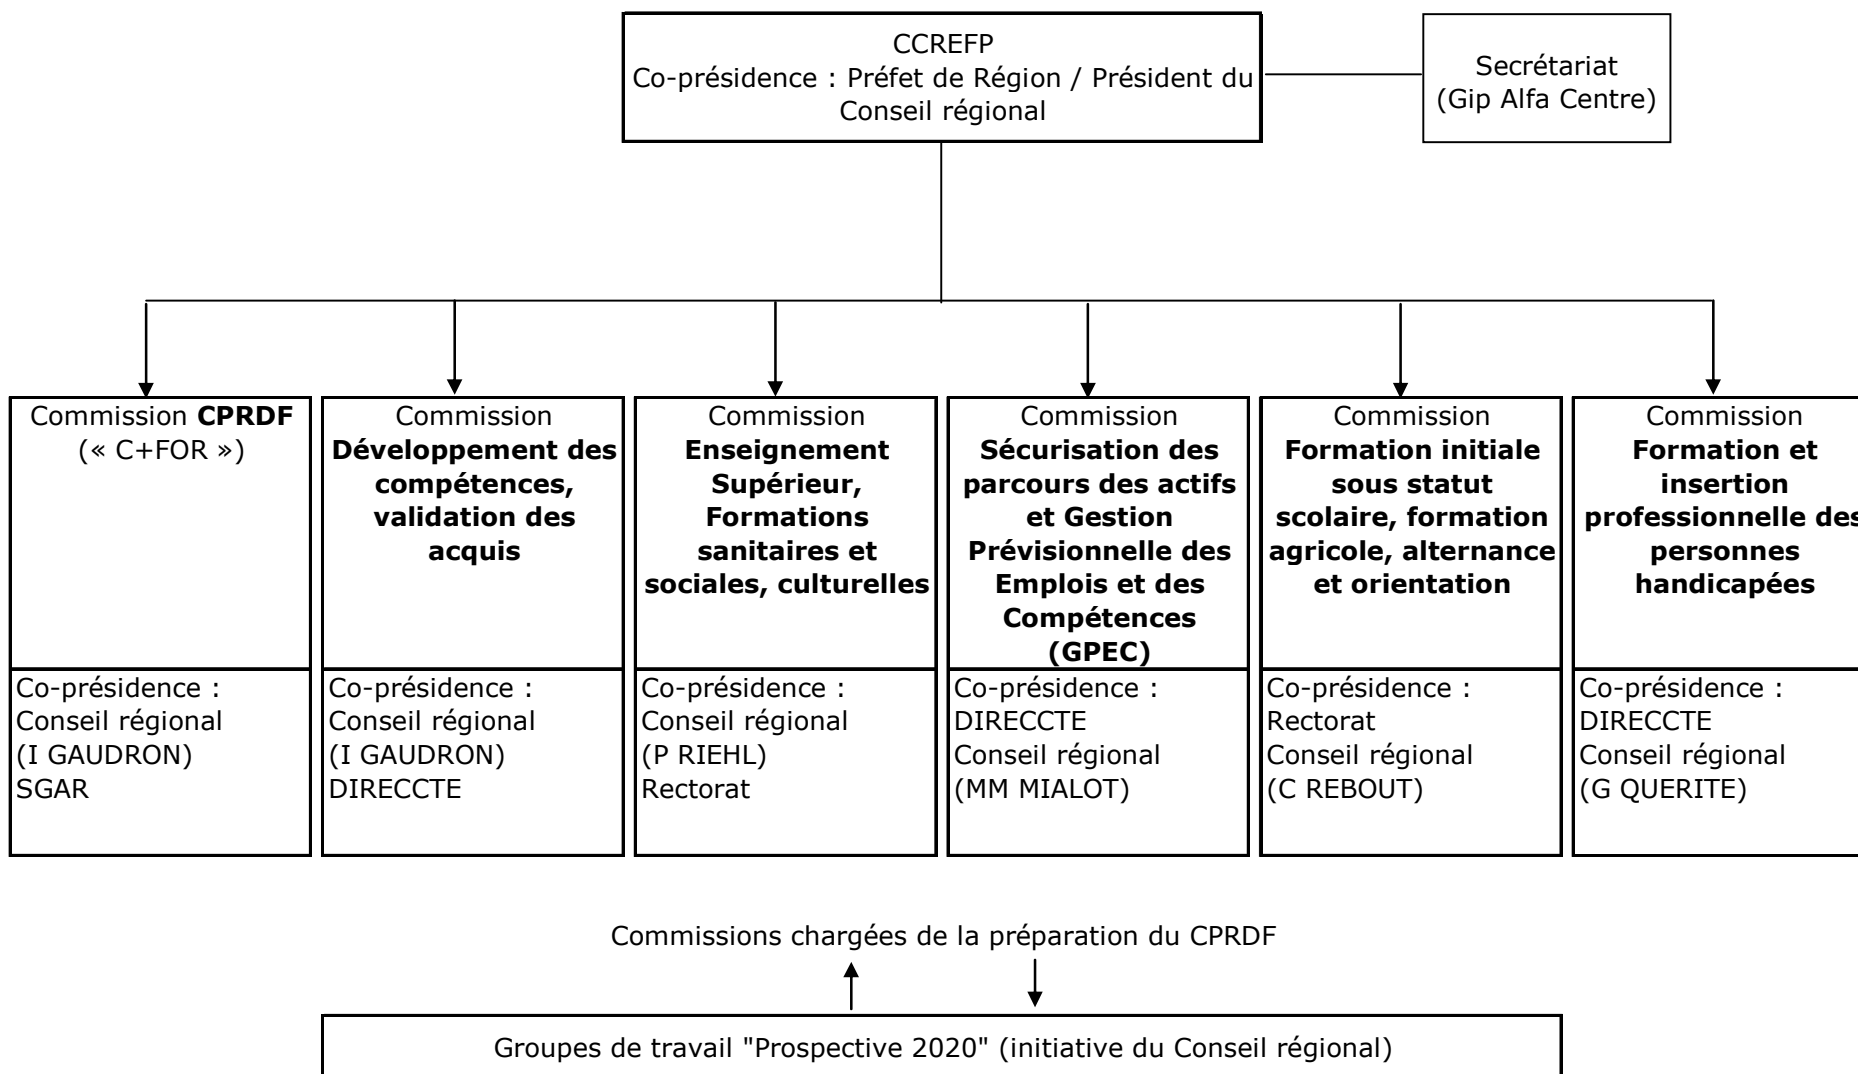 CCREFP
Co-présidence : Préfet de Région / Président du
Conseil régional
Secrétariat
(Gip Alfa Centre)
Commission CPRDF
(« C+FOR »)
Commission
Développement des
compétences,
validation des
acquis
Commission
Enseignement
Supérieur,
Formations
sanitaires et
sociales, culturelles
Commission
Sécurisation des
parcours des actifs
et Gestion
Prévisionnelle des
Emplois et des
Compétences
(GPEC)
Commission
Formation initiale
sous statut
scolaire, formation
agricole, alternance
et orientation
Commission
Formation et
insertion
professionnelle des
personnes
handicapées
Co-présidence :
Conseil régional
(I GAUDRON)
SGAR
Co-présidence :
Conseil régional
(I GAUDRON)
DIRECCTE
Co-présidence :
Conseil régional
(P RIEHL)
Rectorat
Co-présidence :
DIRECCTE
Conseil régional
(MM MIALOT)
Co-présidence :
Rectorat
Conseil régional
(C REBOUT)
Co-présidence :
DIRECCTE
Conseil régional
(G QUERITE)
Commissions chargées de la préparation du CPRDF
Groupes de travail "Prospective 2020" (initiative du Conseil régional)